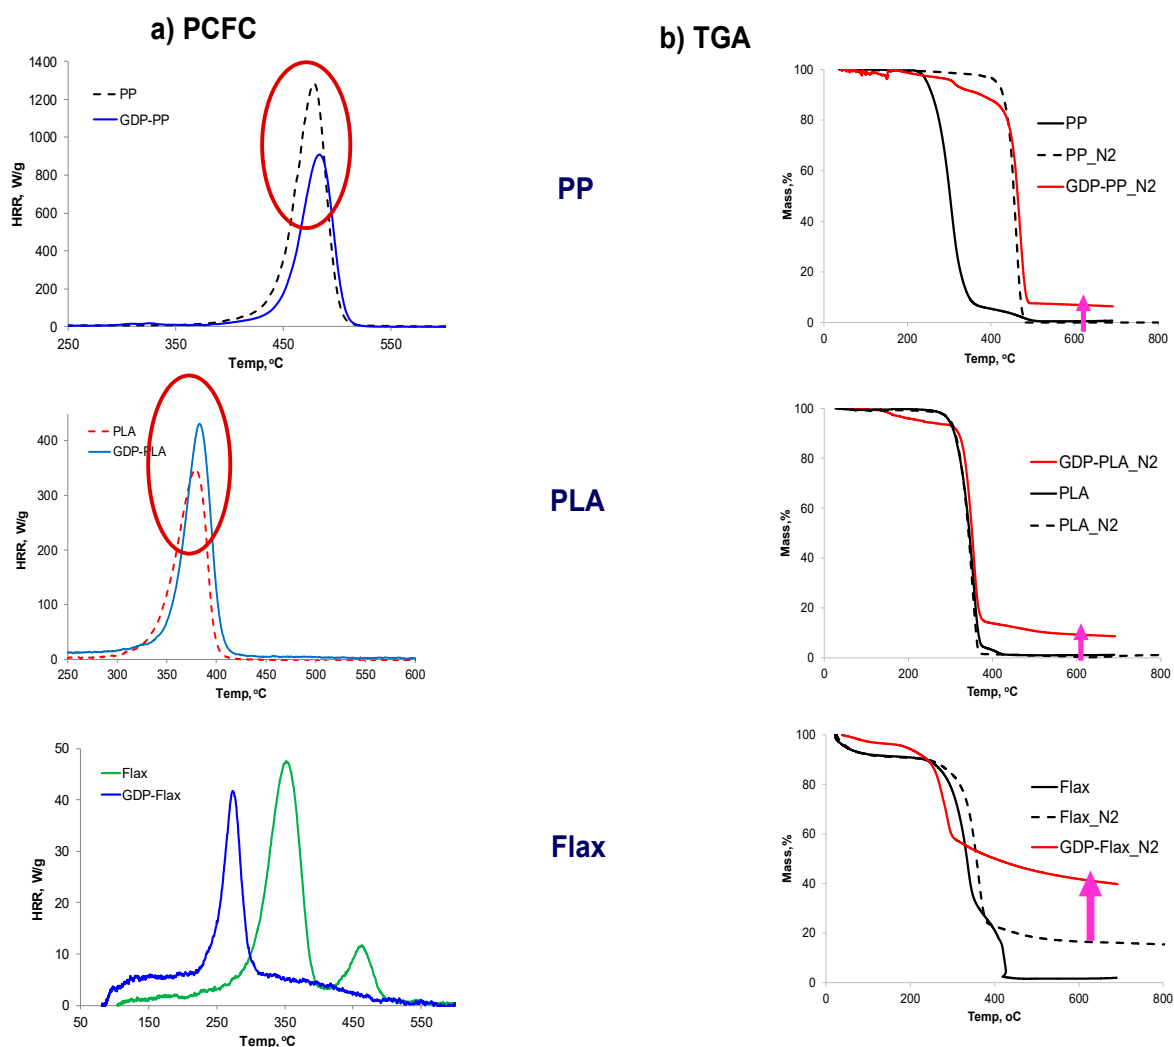 a) PCFC
b) TGA
1400
1200
1000
800
600
400
200
0
HRR, W/g
PP
GDP-PP
250
350
450
550
Temp, ºC
PP
100
80
60
40
20
0
Mass,%
PP
PP_N2
GDP-PP_N2
0
200
400
600
800
Temp, ºC
400
300
200
100
0
HRR, W/g
PLA
GDP-PLA
250
300
350
400
450
500
550
600
Temp, ºC
PLA
100
80
60
40
20
0
Mass,%
GDP-PLA_N2
PLA
PLA_N2
0
200
400
600
800
Temp, ºC
50
40
30
20
10
0
HRR, W/g
Flax
GDP-Flax
50
150
250
350
450
550
Temp, ºC
Flax
100
80
60
40
20
0
Mass,%
Flax
Flax_N2
GDP-Flax_N2
0
200
400
600
800
Temp, oC